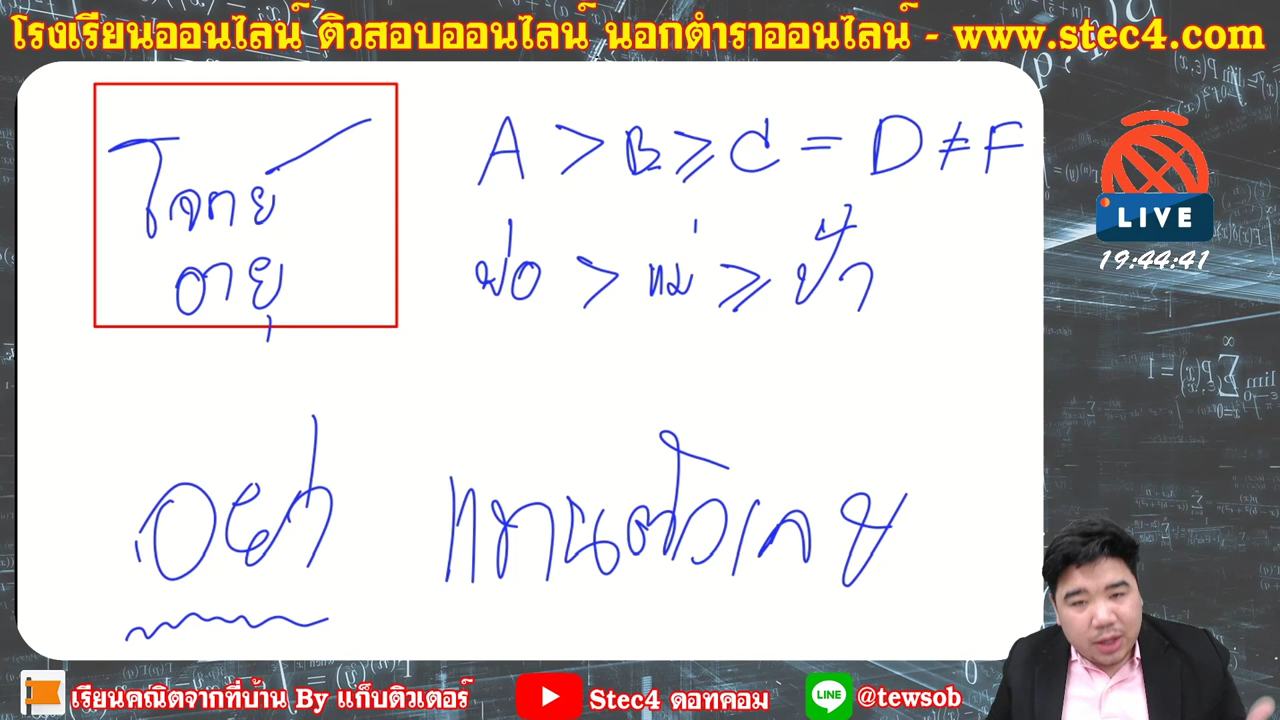 โรงเรียนออนไลน์ ติวสอบออนไลน์ นอกตำราออนไลน์ - www.stec4.com
โจทย์
อายุ
A > B ≥ C = D ≠ F
พ่อ > แม่ ≥ ป้า
อย่า แทนตัวเลข
LIVE
19:44:41
เรียนคณิตจากที่บ้าน By แก็บติวเตอร์
Stec4 ดอทคอม
LINE
@tewsob